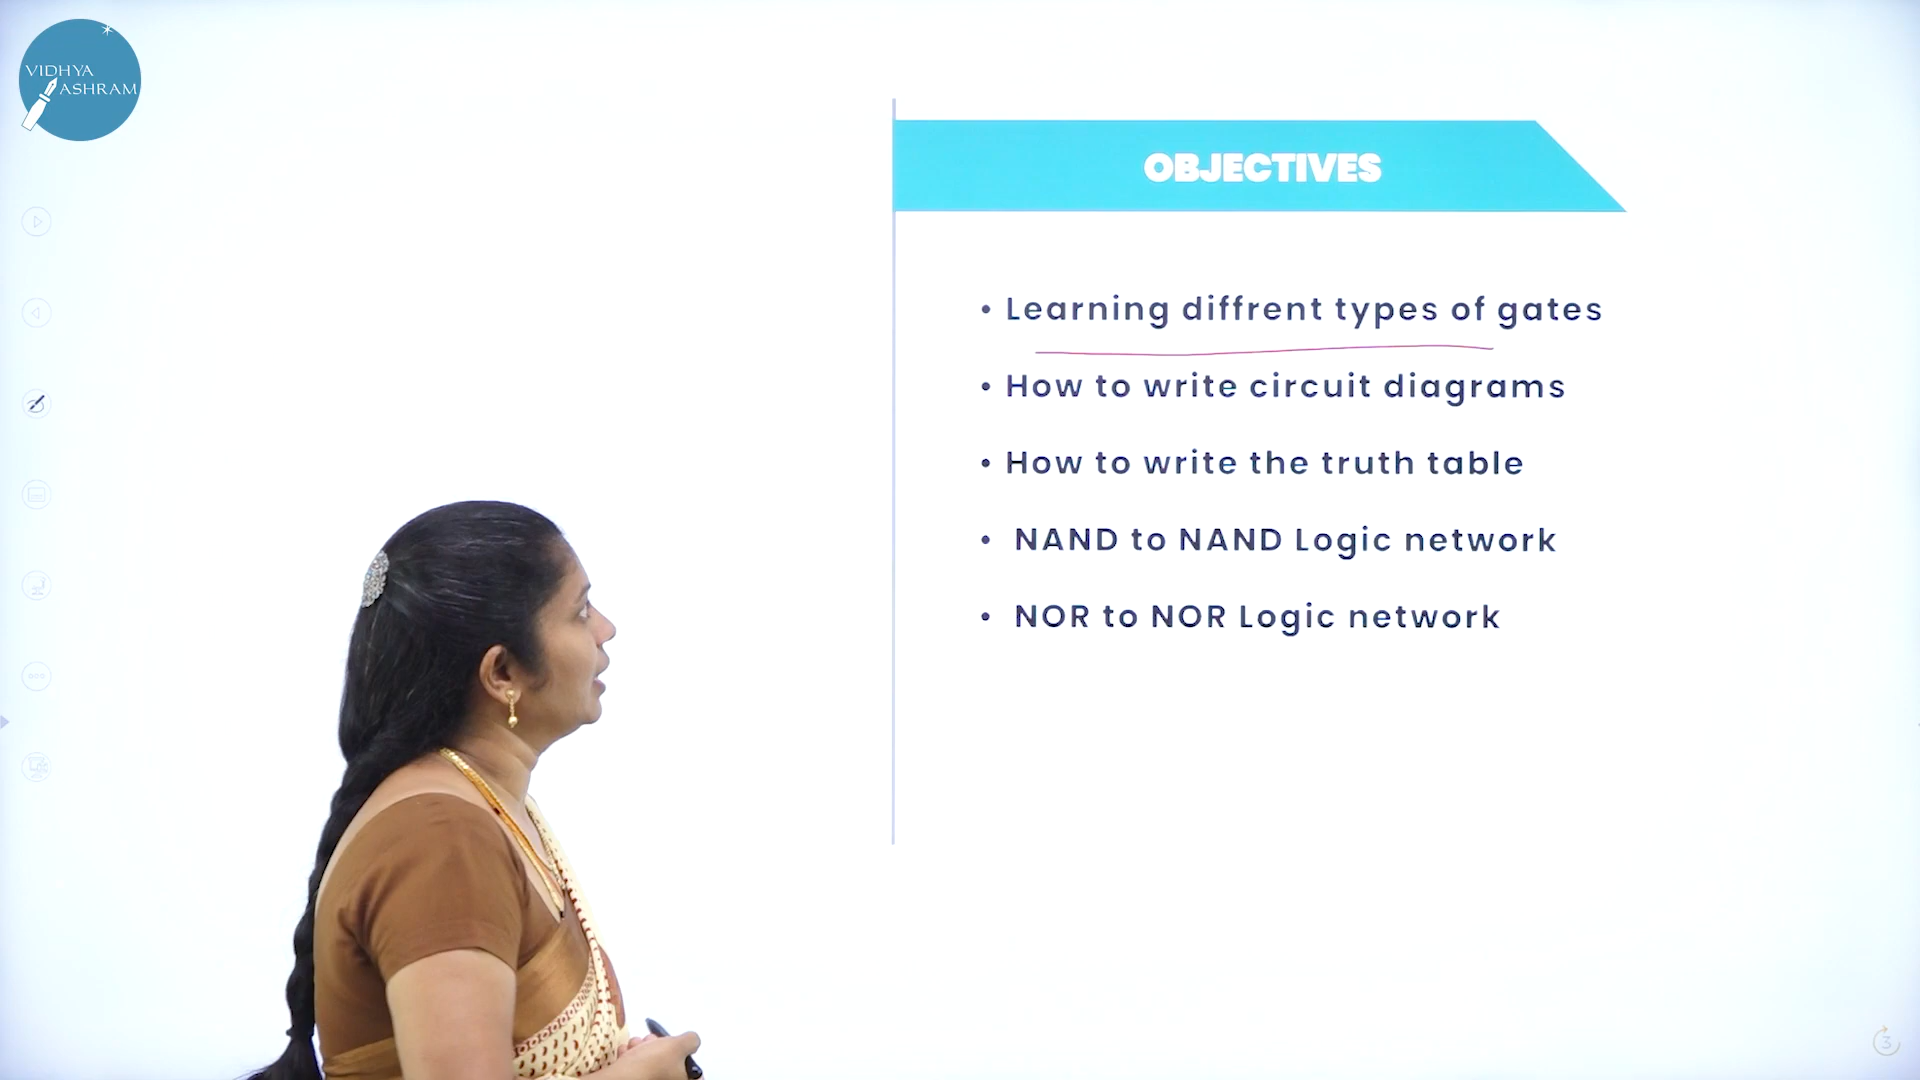 VIDHYA
ASHRAM
OBJECTIVES
• Learning diffrent types of gates
• How to write circuit diagrams
• How to write the truth table
• NAND to NAND Logic network
• NOR to NOR Logic network
3